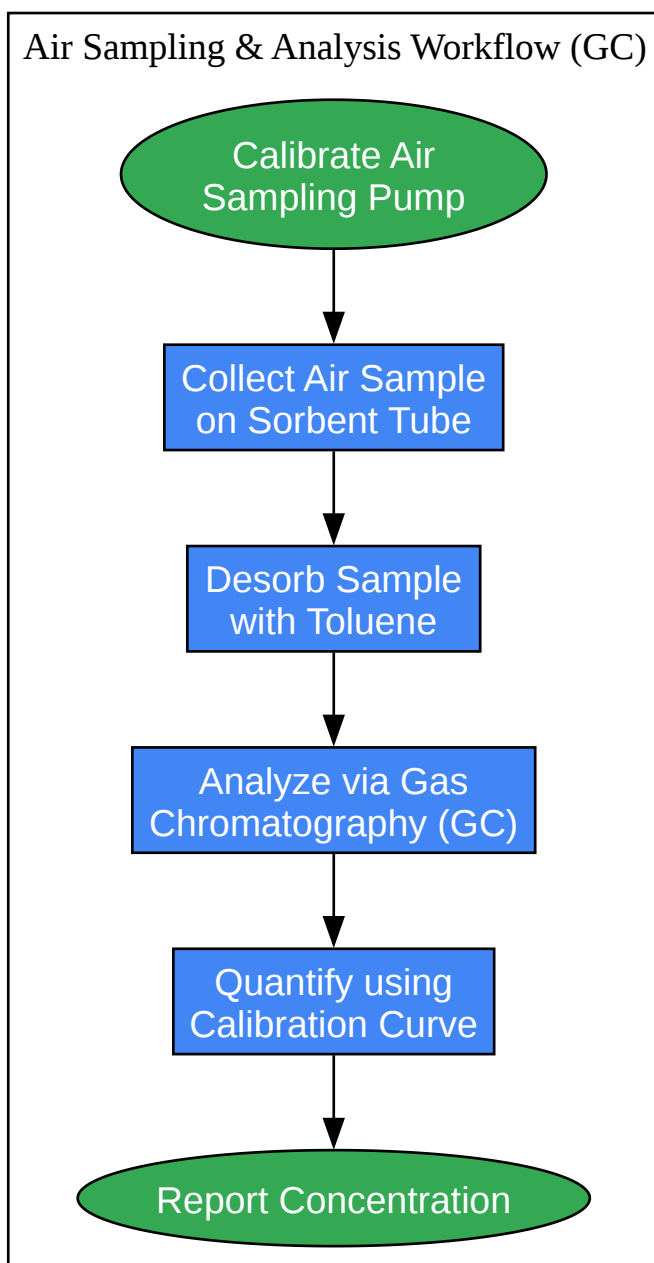 Air Sampling & Analysis Workflow (GC)
Calibrate Air
Sampling Pump
Collect Air Sample
on Sorbent Tube
Desorb Sample
with Toluene
Analyze via Gas
Chromatography (GC)
Quantify using
Calibration Curve
Report Concentration